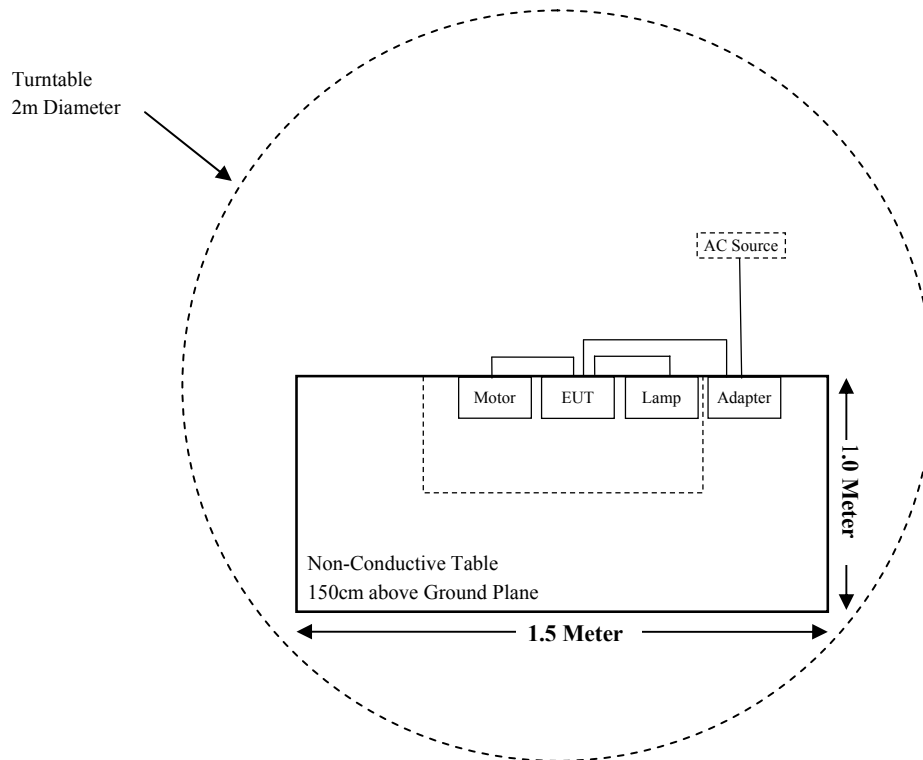 Turntable
2m Diameter
AC Source
Motor
EUT
Lamp
Adapter
1.0 Meter
Non-Conductive Table
150cm above Ground Plane
1.5 Meter